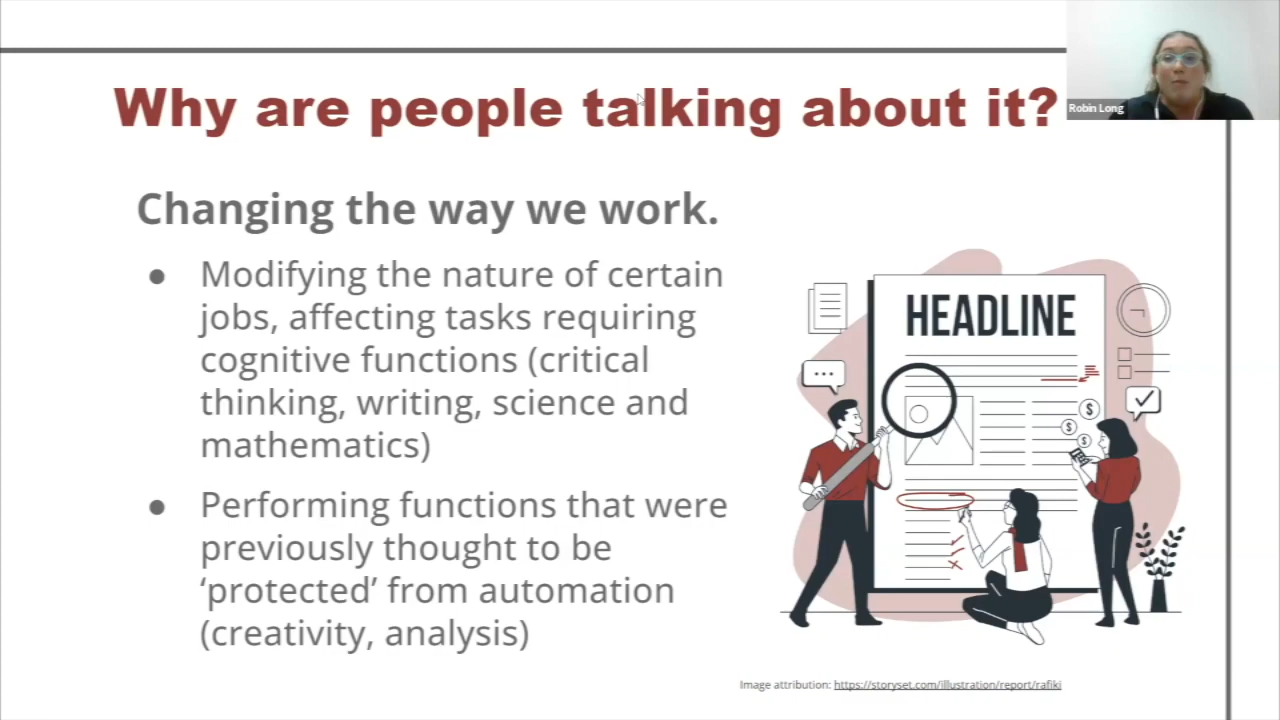 Why are people talking about it?
Robin Long
Changing the way we work.
● Modifying the nature of certain
jobs, affecting tasks requiring
cognitive functions (critical
thinking, writing, science and
mathematics)
● Performing functions that were
previously thought to be
‘protected’ from automation
(creativity, analysis)
HEADLINE
$
$
$
Image attribution: https://storyset.com/illustration/report/rafiki